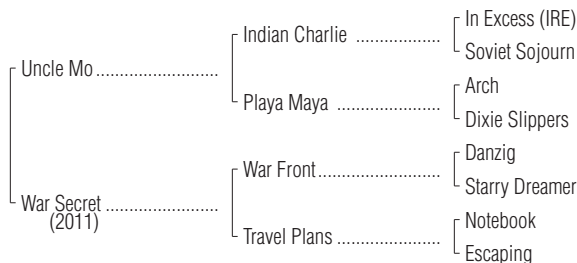 In Excess (IRE)
Indian Charlie ...................
Soviet Sojourn
Uncle Mo ............................
Arch
Playa Maya .......................
Dixie Slippers
Danzig
War Front............................
Starry Dreamer
War Secret ..........................
(2011)
Notebook
Travel Plans .......................
Escaping